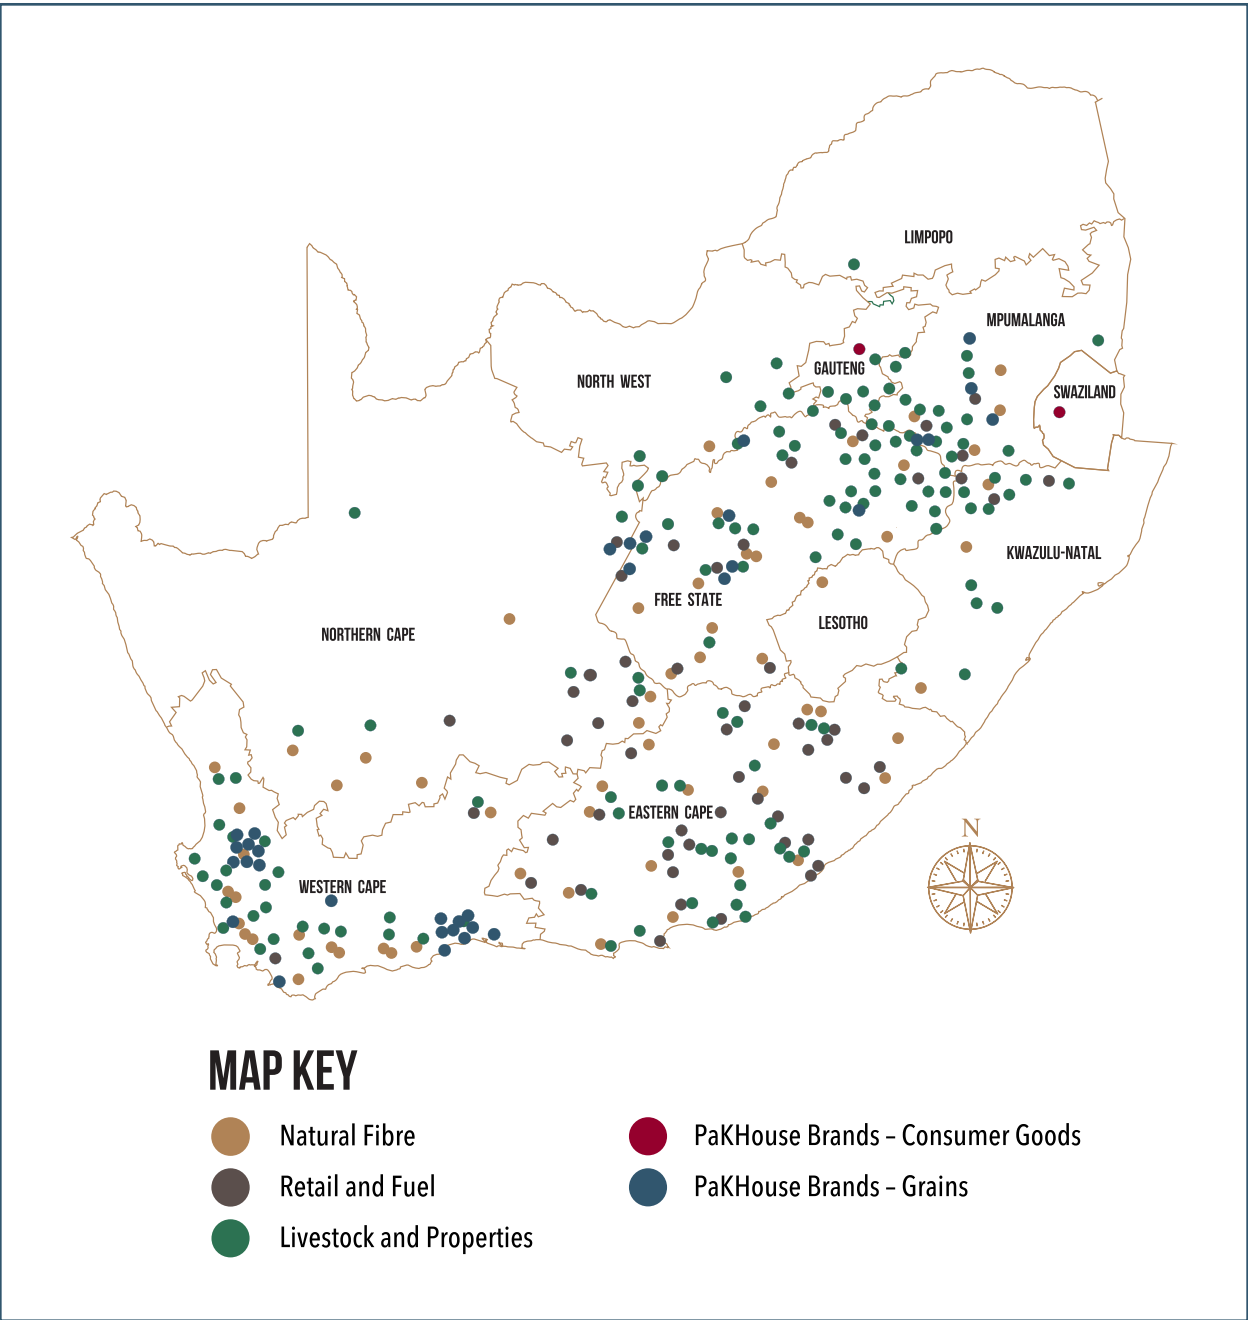 LIMPOPO
MPUMALANGA
GAUTENG
NORTH WEST
SWAZILAND
KWAZULU-NATAL
FREE STATE
LESOTHO
NORTHERN CAPE
EASTERN CAPE
N
WESTERN CAPE
MAP KEY
Natural Fibre
PaKHouse Brands – Consumer Goods
Retail and Fuel
PaKHouse Brands – Grains
Livestock and Properties